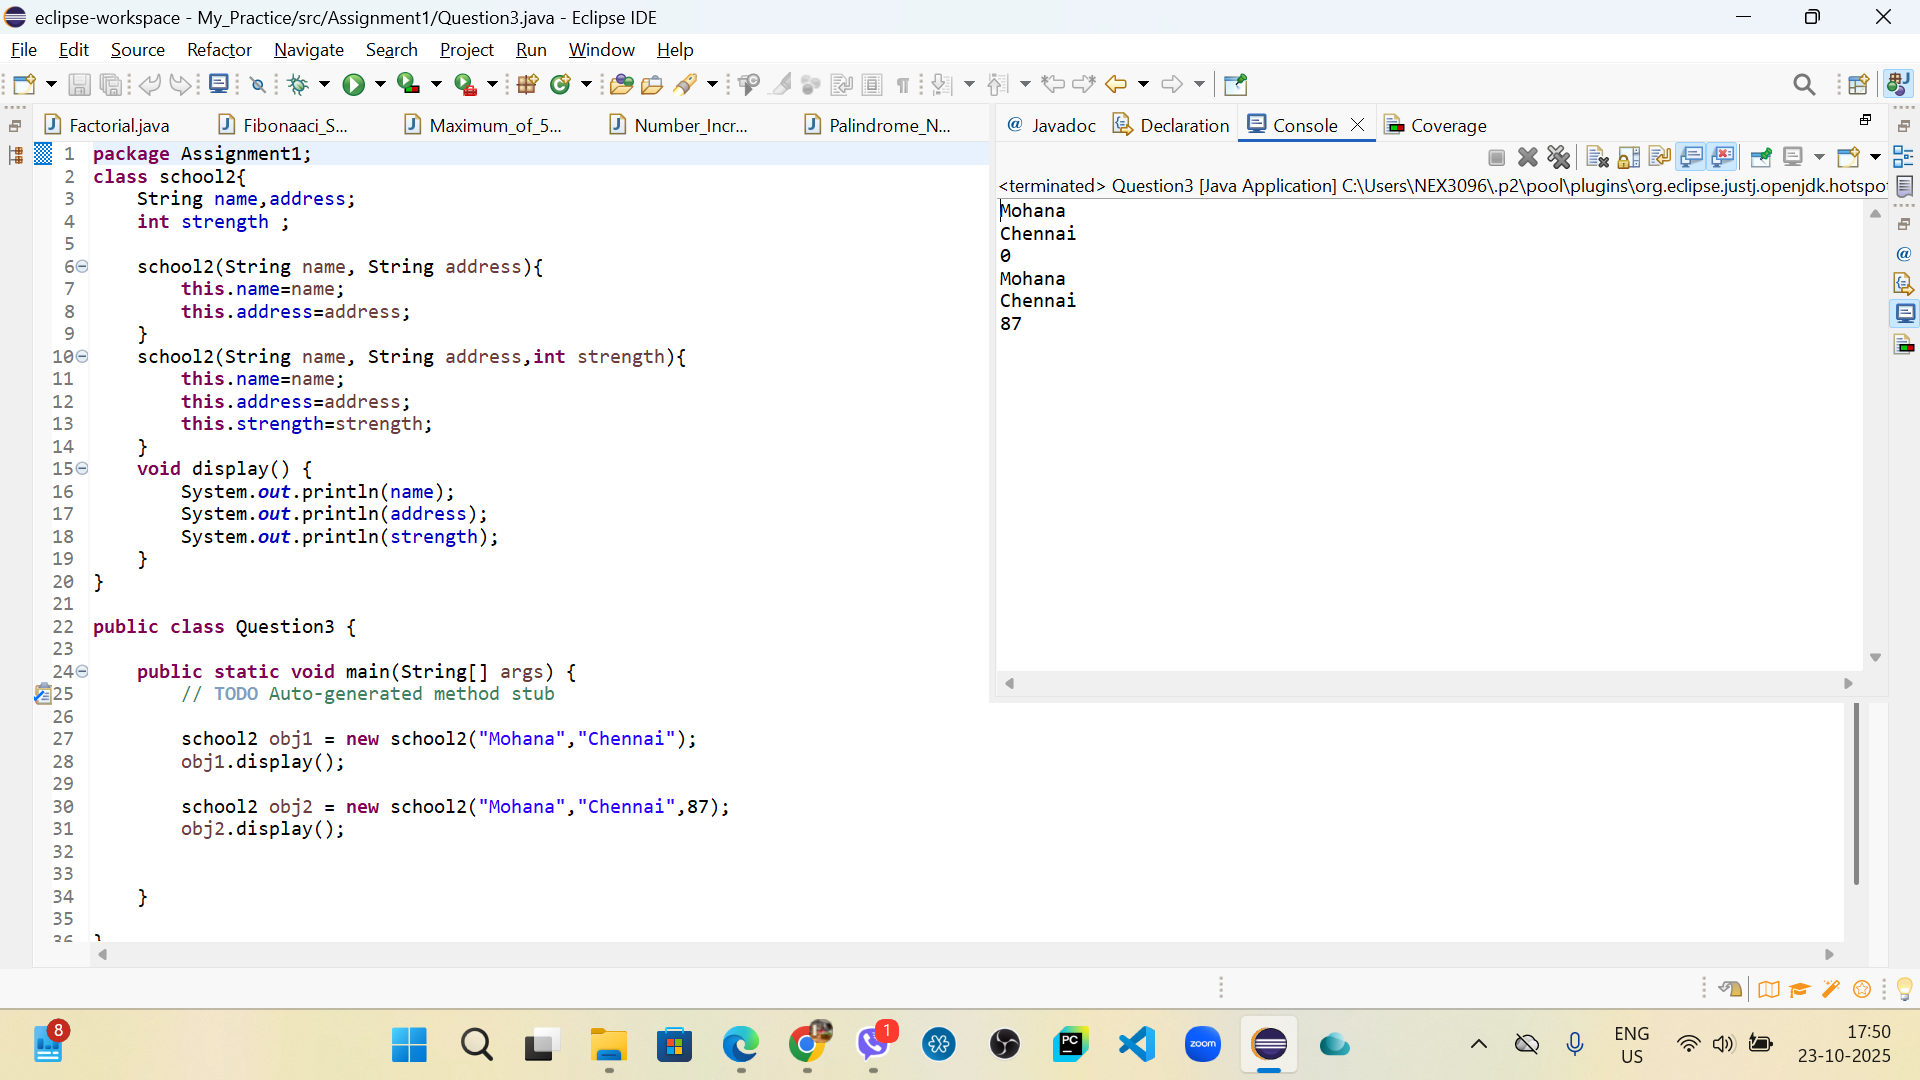 eclipse-workspace - My_Practice/src/Assignment1/Question3.java - Eclipse IDE
File Edit Source Refactor Navigate Search Project Run Window Help
Factorial.java Fibonaaci_S... Maximum_of_5... Number_Incr... Palindrome_N...
1 package Assignment1;
2 class school2{
3 String name,address;
4 int strength ;
5
6 school2(String name, String address){
7 this.name=name;
8 this.address=address;
9 }
10 school2(String name, String address,int strength){
11 this.name=name;
12 this.address=address;
13 this.strength=strength;
14 }
15 void display() {
16 System.out.println(name);
17 System.out.println(address);
18 System.out.println(strength);
19 }
20 }
21
22 public class Question3 {
23
24 public static void main(String[] args) {
25 // TODO Auto-generated method stub
26
27 school2 obj1 = new school2("Mohana","Chennai");
28 obj1.display();
29
30 school2 obj2 = new school2("Mohana","Chennai",87);
31 obj2.display();
32
33
34 }
35
36 }
@ Javadoc Declaration Console Coverage
<terminated> Question3 [Java Application] C:\Users\NEX3096\.p2\pool\plugins\org.eclipse.justj.openjdk.hotspo
Mohana
Chennai
0
Mohana
Chennai
87
8
1
PC
zoom
ENG
US
17:50
23-10-2025